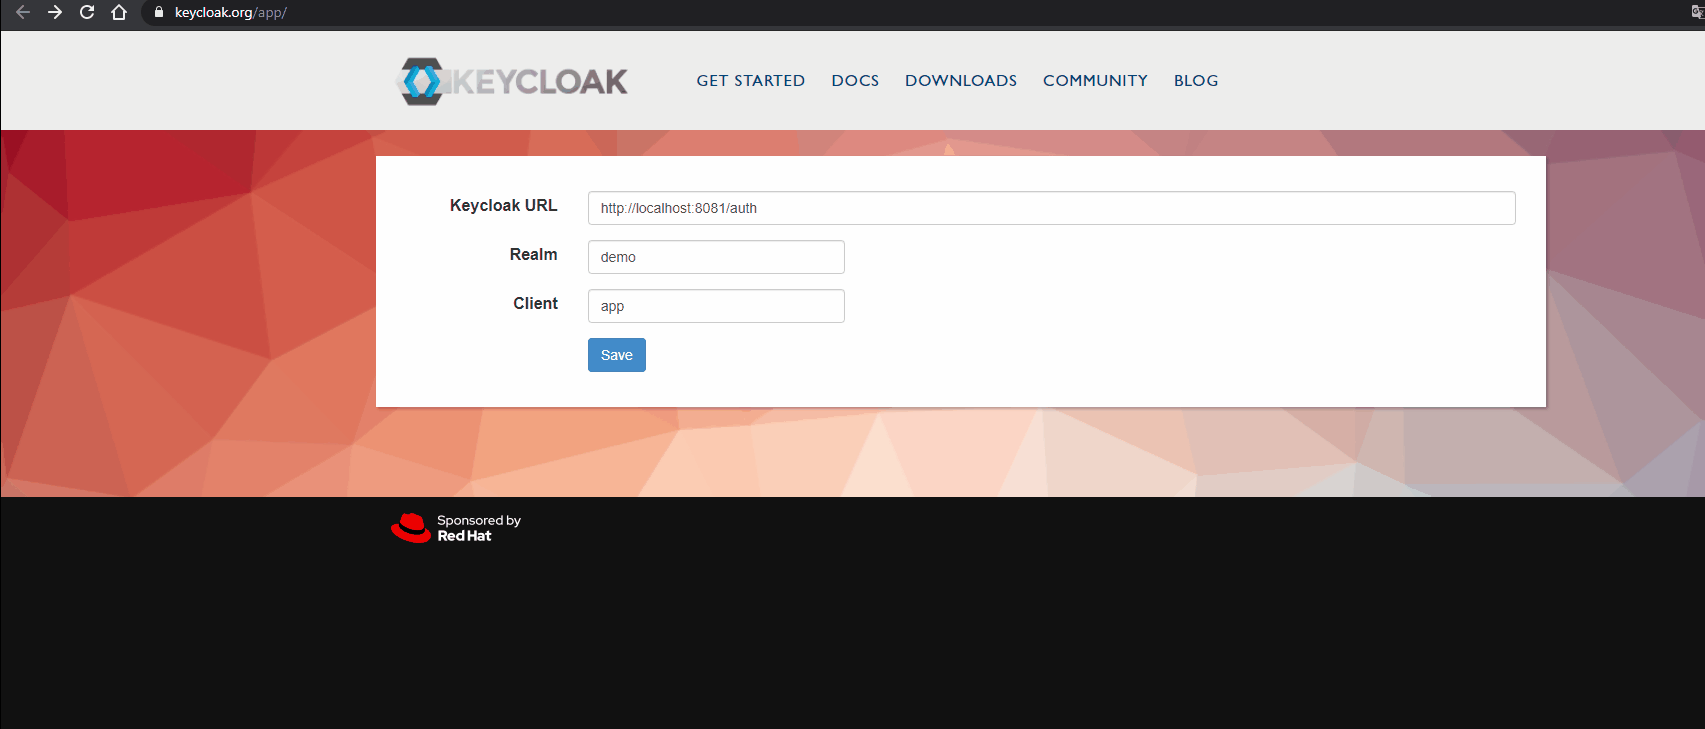 keycloak.org/app/
KEYCLOAK
GET STARTED DOCS DOWNLOADS COMMUNITY BLOG
Keycloak URL http://localhost:8081/auth
Realm demo
Client app
Save
Sponsored by
Red Hat